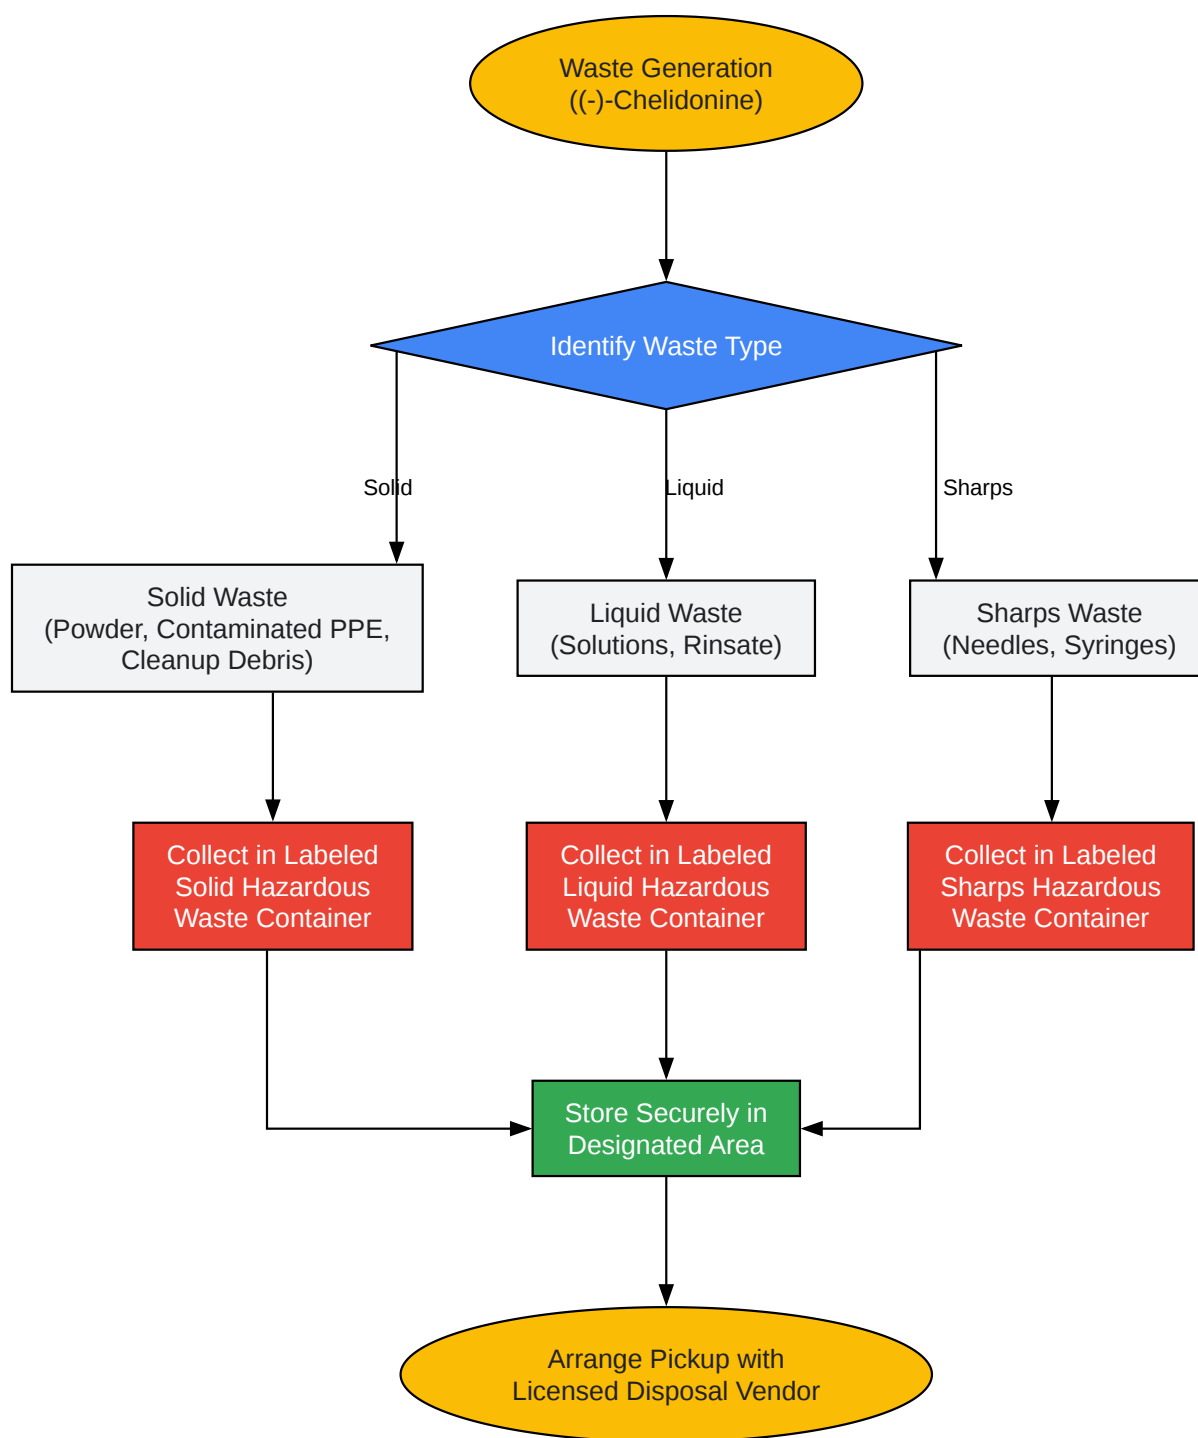 Waste Generation
((-)-Chelidonine)
Identify Waste Type
Solid
Liquid
Sharps
Solid Waste
(Powder, Contaminated PPE,
Cleanup Debris)
Liquid Waste
(Solutions, Rinsate)
Sharps Waste
(Needles, Syringes)
Collect in Labeled
Solid Hazardous
Waste Container
Collect in Labeled
Liquid Hazardous
Waste Container
Collect in Labeled
Sharps Hazardous
Waste Container
Store Securely in
Designated Area
Arrange Pickup with
Licensed Disposal Vendor